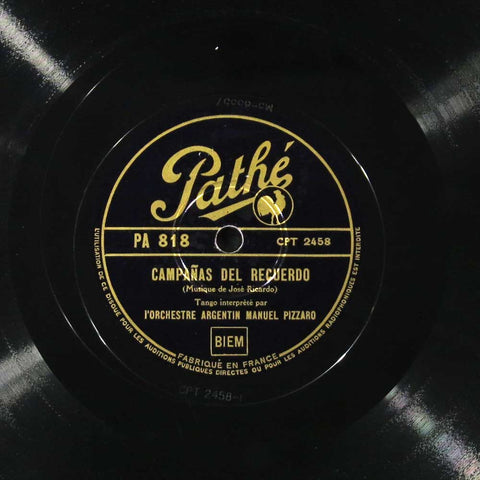 Pathé
PA 818
CPT 2458
CAMPAÑAS DEL RECUERDO
(Musique de José Ricardo)
Tango interprété par
l'ORCHESTRE ARGENTIN MANUEL PIZZARO
BIEM
FABRIQUÉ EN FRANCE
L'UTILISATION DE CE DISQUE POUR LES AUDITIONS PUBLIQUES DIRECTES OU POUR LES AUDITIONS RADIOPHONIQUES EST INTERDITE
CPT 2458-1